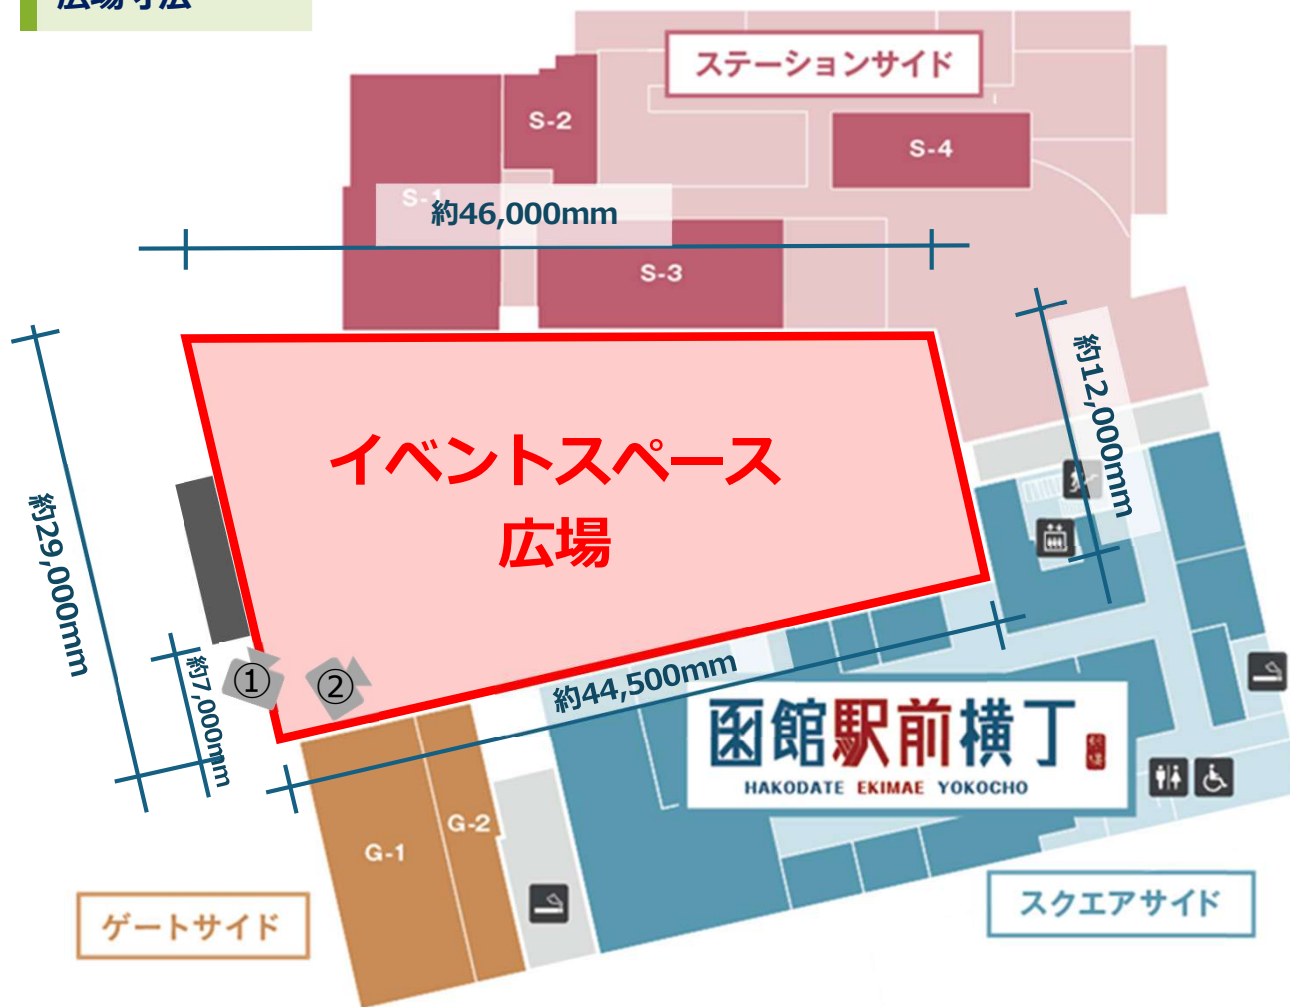 広場寸法
ステーションサイド
S-2
S-4
S-1
約46,000mm
S-3
約12,000mm
イベントスペース
広場
約29,000mm
約7,000mm
①
②
約44,500mm
函館駅前横丁
HAKODATE EKIMAE YOKOCHO
G-2
G-1
スクエアサイド
ゲートサイド